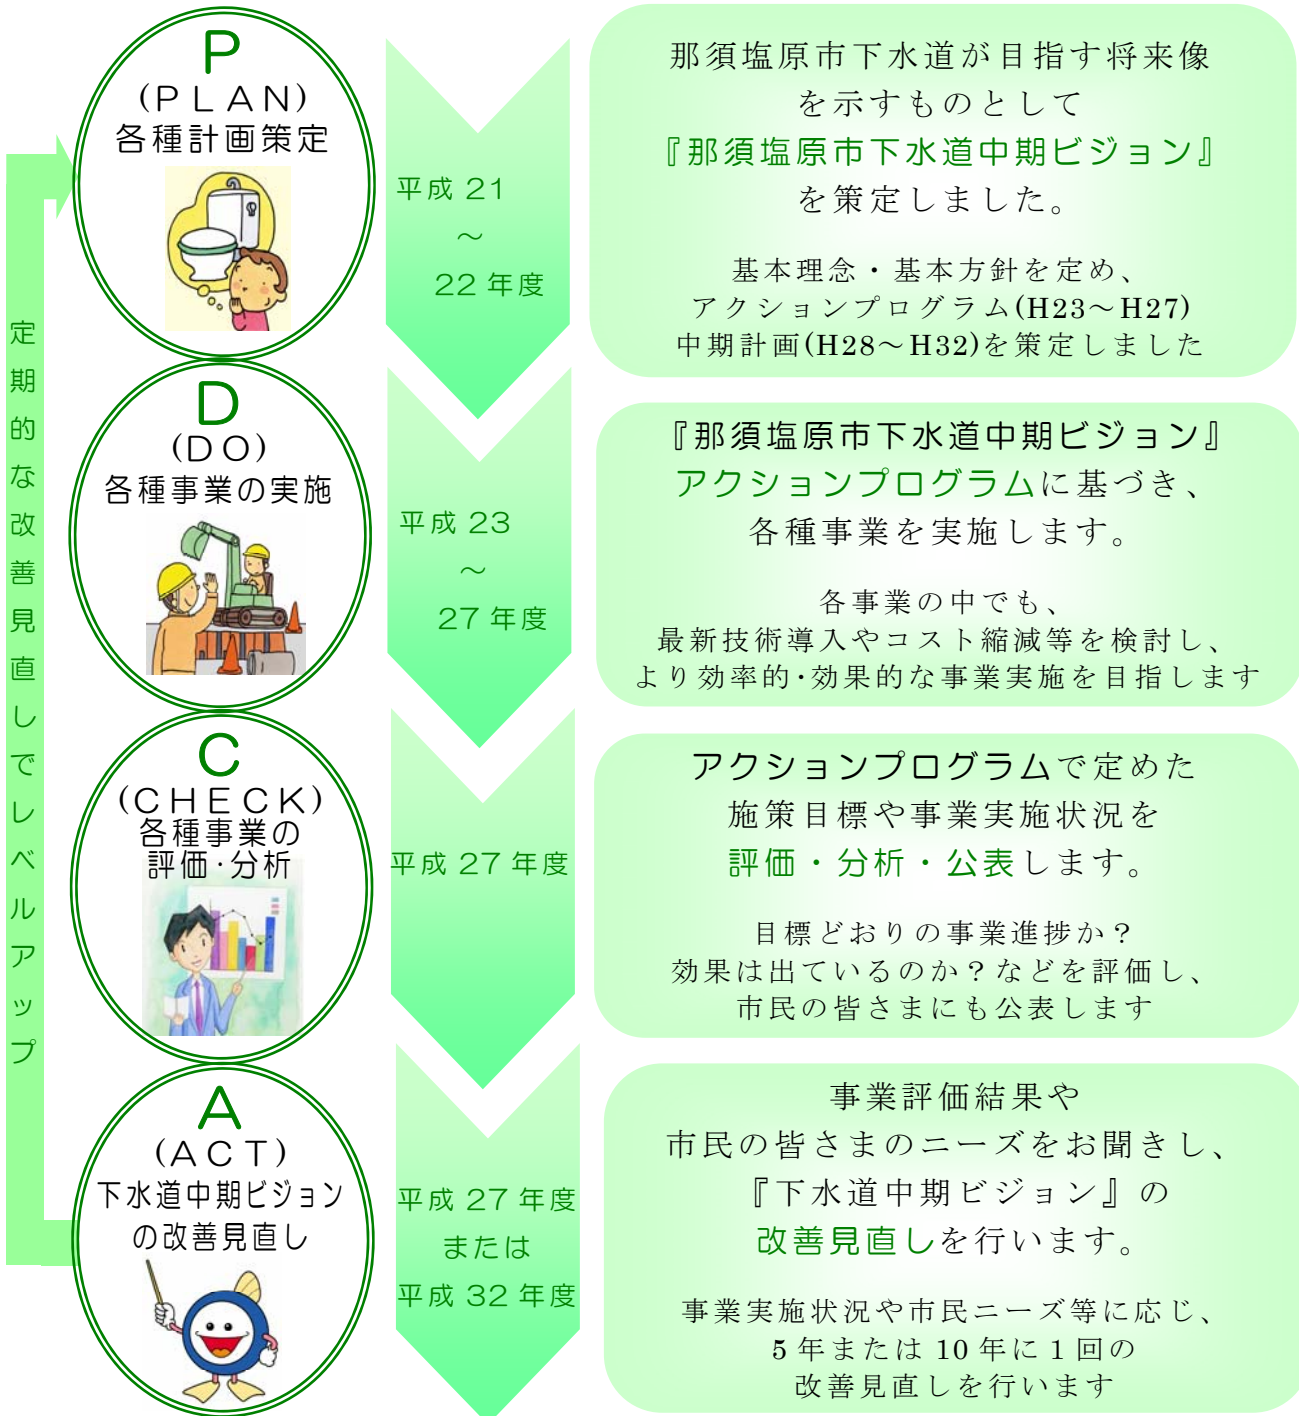 P
(PLAN)
各種計画策定
平成 21
～
22 年度
那須塩原市下水道が目指す将来像
を示すものとして
『那須塩原市下水道中期ビジョン』
を策定しました。
基本理念・基本方針を定め、
アクションプログラム(H23～H27)
中期計画(H28～H32)を策定しました
D
(DO)
各種事業の実施
平成 23
～
27 年度
『那須塩原市下水道中期ビジョン』
アクションプログラムに基づき、
各種事業を実施します。
各事業の中でも、
最新技術導入やコスト縮減等を検討し、
より効率的･効果的な事業実施を目指します
C
(CHECK)
各種事業の
評価･分析
平成 27 年度
アクションプログラムで定めた
施策目標や事業実施状況を
評価・分析・公表します。
目標どおりの事業進捗か？
効果は出ているのか？などを評価し、
市民の皆さまにも公表します
A
(ACT)
下水道中期ビジョン
の改善見直し
平成 27 年度
または
平成 32 年度
事業評価結果や
市民の皆さまのニーズをお聞きし、
『下水道中期ビジョン』の
改善見直しを行います。
事業実施状況や市民ニーズ等に応じ、
5 年または 10 年に 1 回の
改善見直しを行います
定期的な改善見直しでレベルアップ